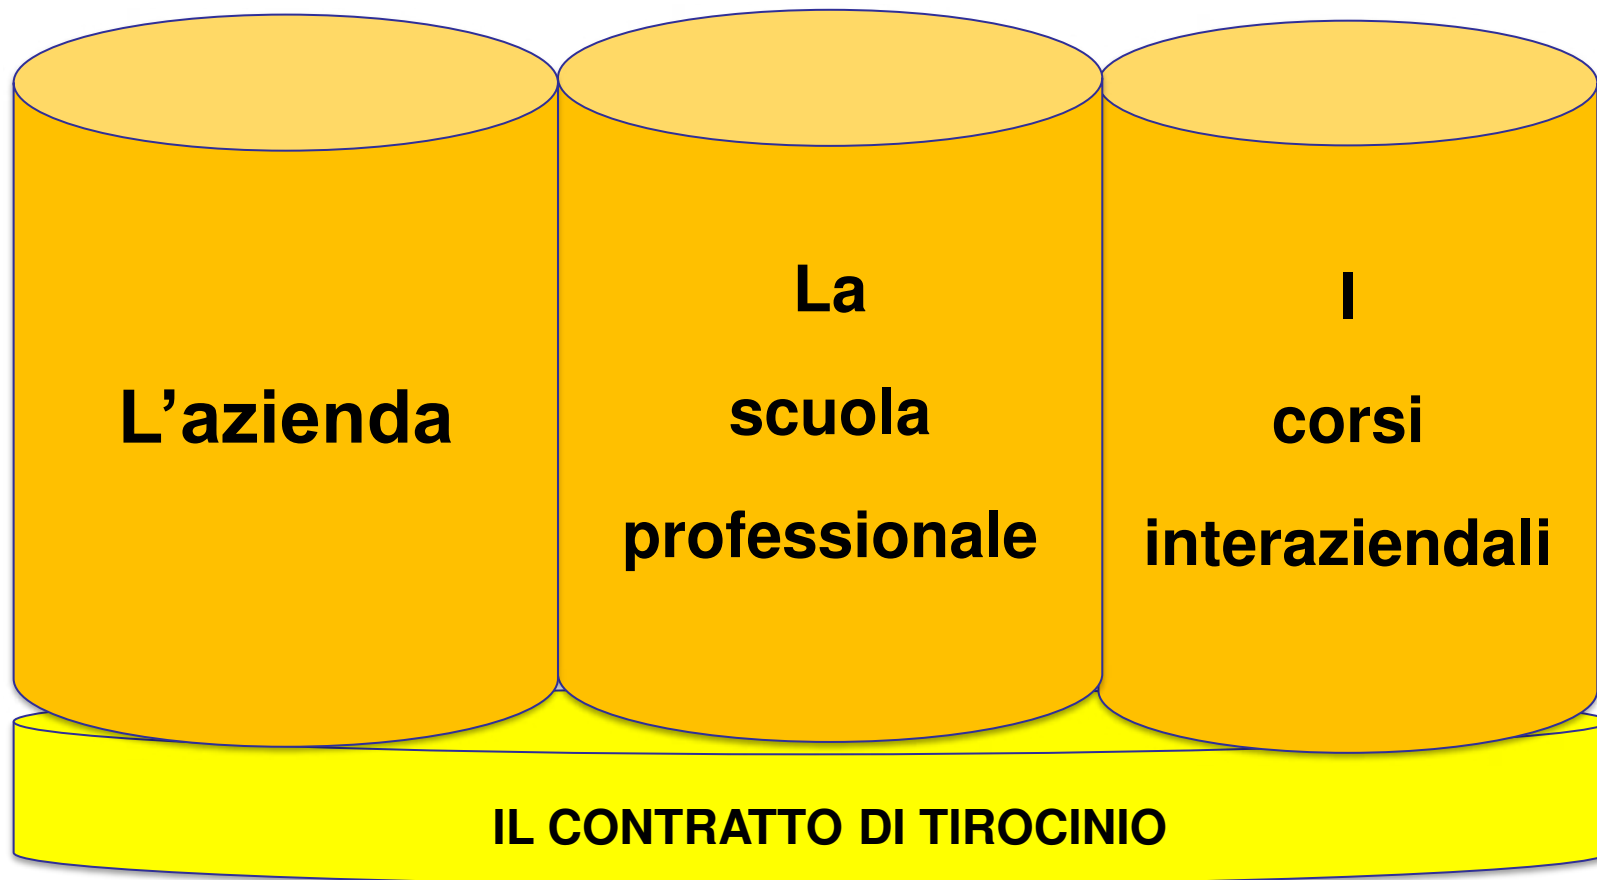 L’azienda
La
scuola
professionale
I
corsi
interaziendali
IL CONTRATTO DI TIROCINIO